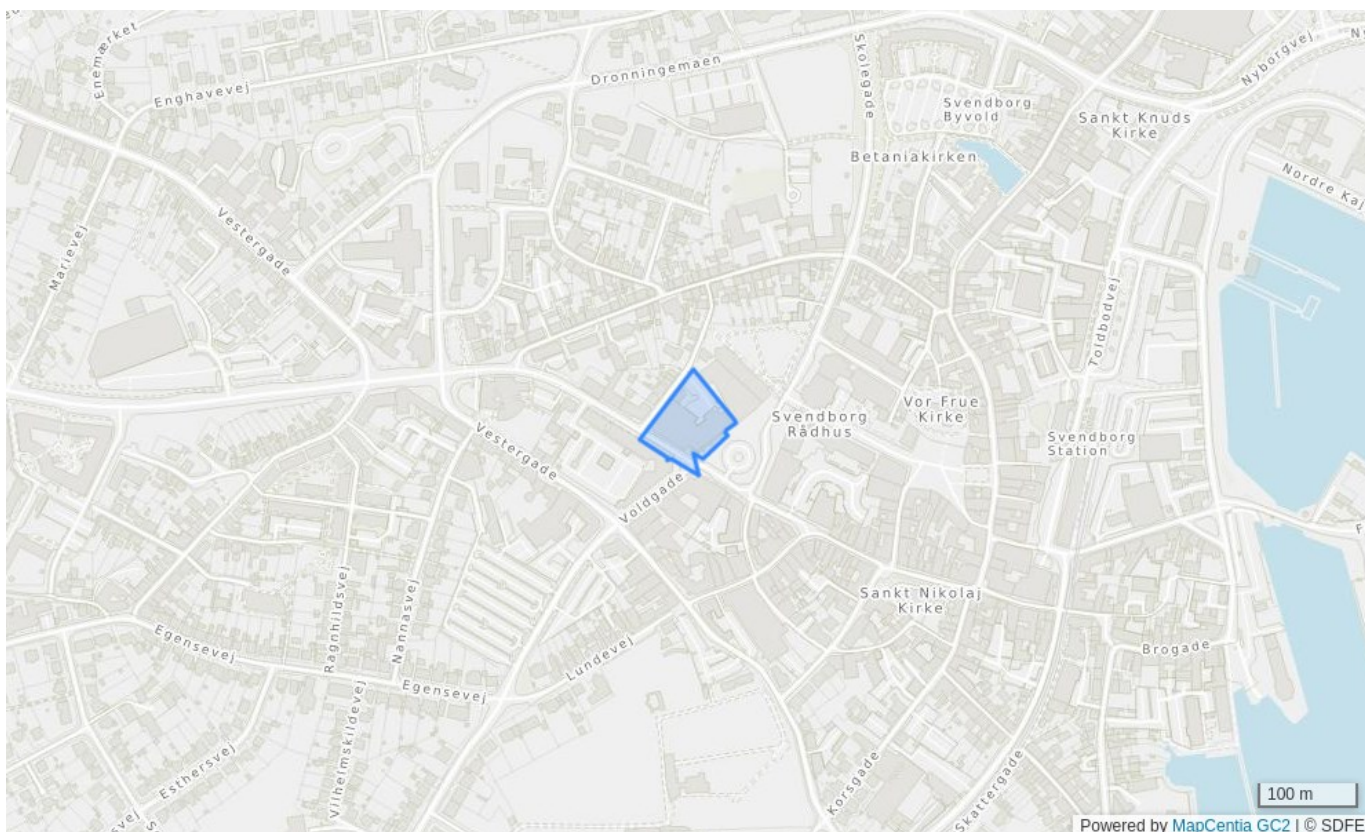 Enemærket
Enghavevej
Dronningemaen
Skolegade
Nyborgvej
Svendborg
Byvold
Sankt Knuds
Kirke
Betaniakirken
Nordre Kaj
Marievej
Vestergade
Toldbodvej
Vor Frue
Kirke
Svendborg
Rådhus
Svendborg
Station
Vestergade
Voldgade
Sankt Nikolaj
Kirke
Brogade
Egensevej
Ragnhildsvej
Nannasvej
Egensevej
Lundevej
Esthersvej
Vilhelmskildevej
Korsgade
Skattergade
100 m
Powered by MapCentia GC2 | © SDFE